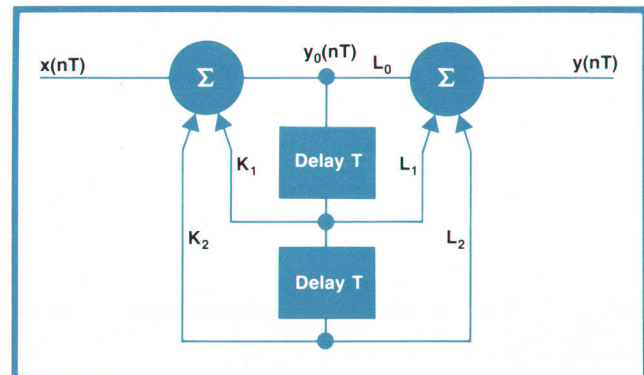 x(nT)
Σ
y₀(nT)
L₀
Σ
y(nT)
K₁
Delay T
L₁
K₂
Delay T
L₂